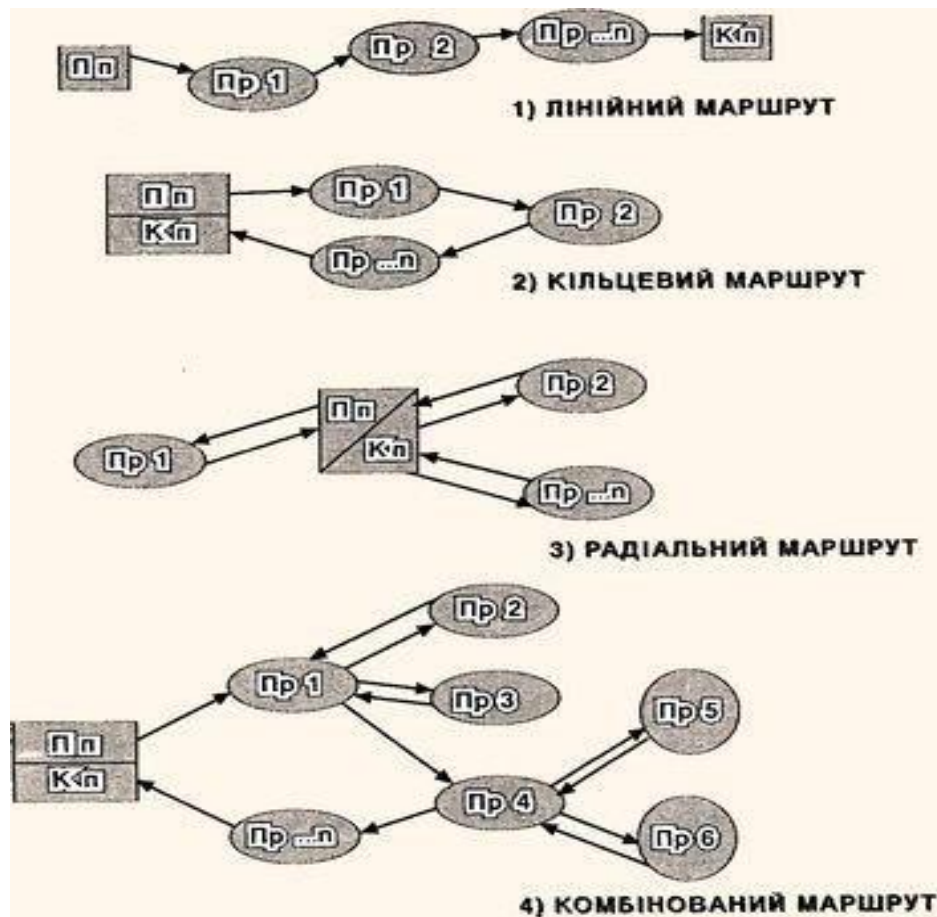 Пп
Пр 1
Пр 2
Пр ...n
Кп
1) ЛІНІЙНИЙ МАРШРУТ
Пп
Кп
Пр 1
Пр 2
Пр ...n
2) КІЛЬЦЕВИЙ МАРШРУТ
Пр 1
Пп
Кп
Пр 2
Пр ...n
3) РАДІАЛЬНИЙ МАРШРУТ
Пп
Кп
Пр 1
Пр 2
Пр 3
Пр 4
Пр 5
Пр 6
Пр ...n
4) КОМБІНОВАНИЙ МАРШРУТ